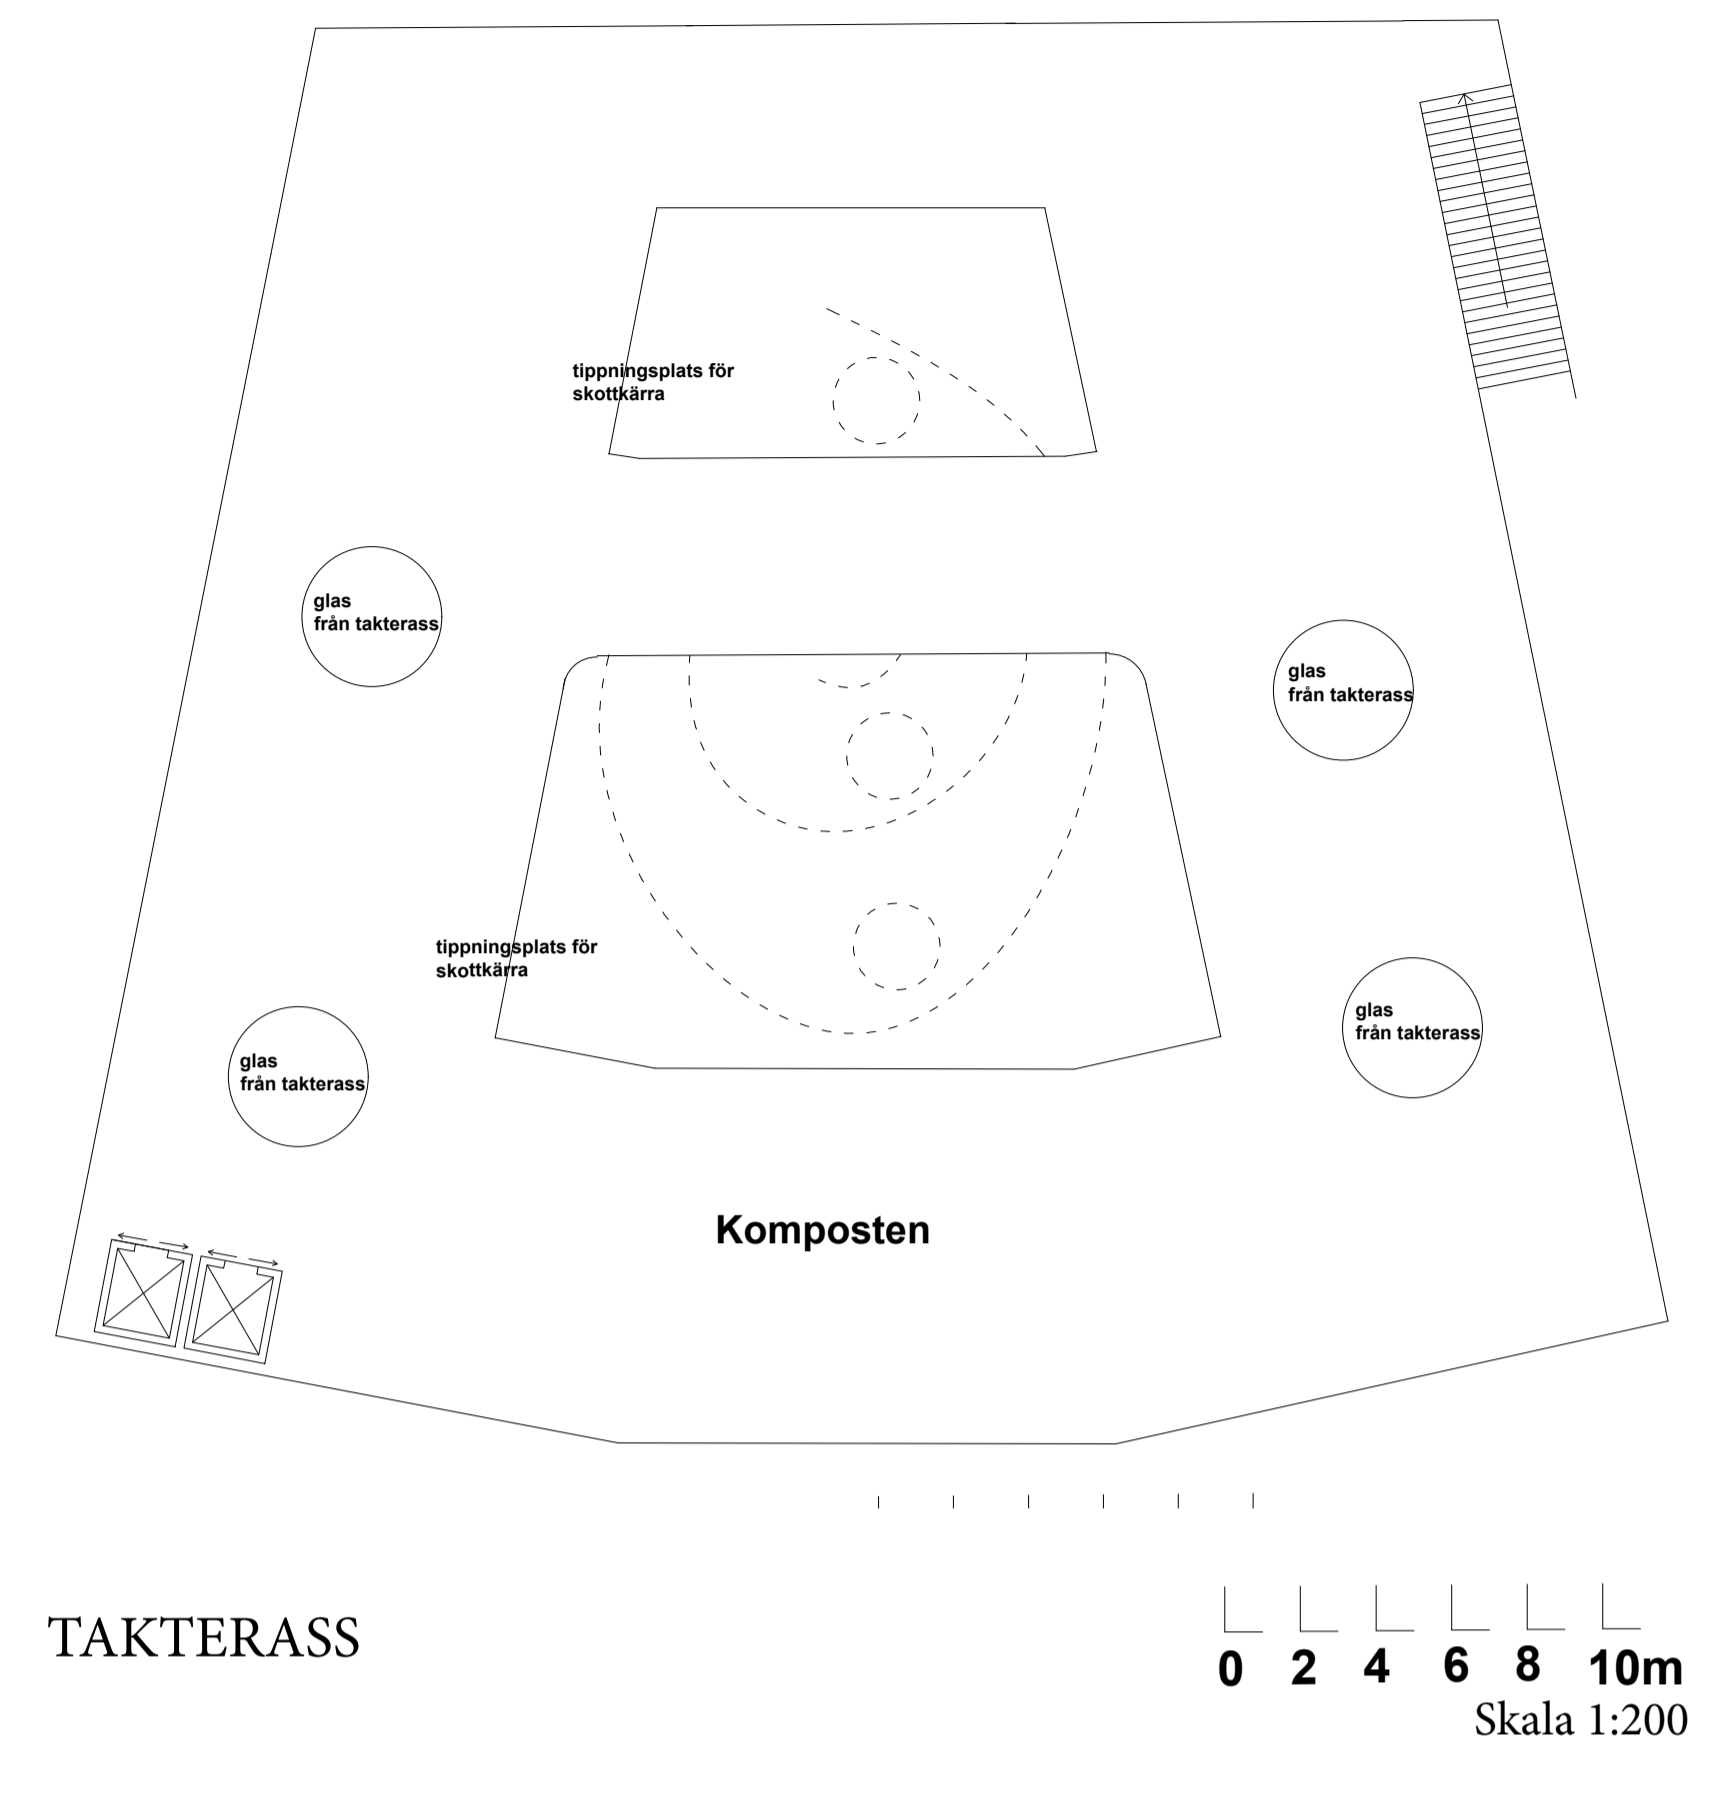 tippningsplats för
skottkärra
glas
från takterass
glas
från takterass
tippningsplats för
skottkärra
glas
från takterass
glas
från takterass
Komposten
TAKTERASS
0 2 4 6 8 10m
Skala 1:200